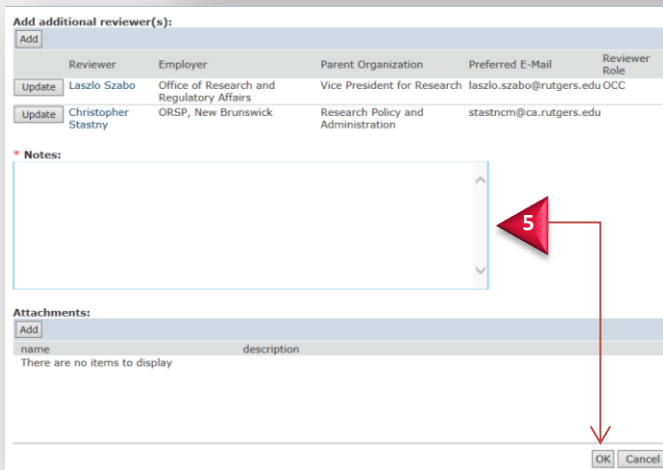 Add additional reviewer(s):
Add
Reviewer Employer Parent Organization Preferred E-Mail Reviewer Role
Update Laszlo Szabo Office of Research and Regulatory Affairs Vice President for Research laszlo.szabo@rutgers.edu OCC
Update Christopher Stastny ORSP, New Brunswick Research Policy and Administration stastncm@ca.rutgers.edu
* Notes:
5
Attachments:
Add
name description
There are no items to display
OK Cancel